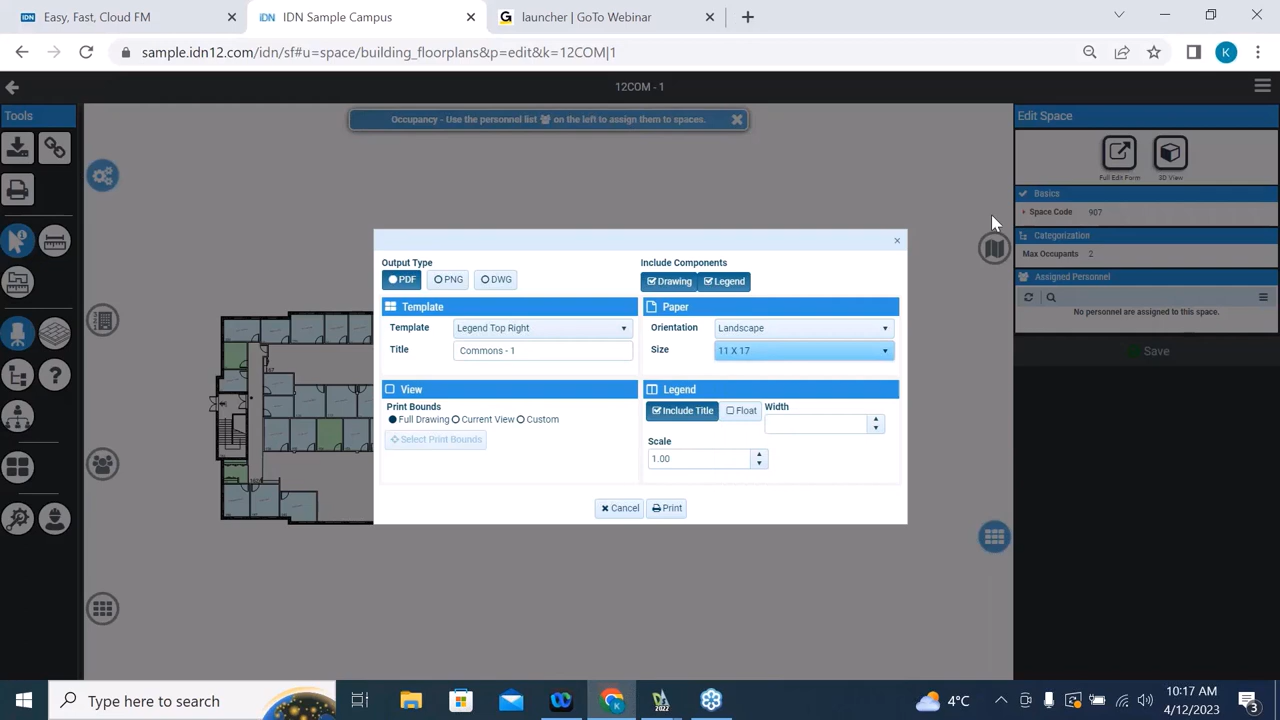 IDN Easy, Fast, Cloud FM
IDN IDN Sample Campus
launcher | GoTo Webinar
sample.idn12.com/idn/sf#u=space/building_floorplans&p=edit&k=12COM|1
K
12COM - 1
Tools
Occupancy - Use the personnel list on the left to assign them to spaces.
Edit Space
Full Edit Form
3D View
Basics
Space Code 907
Categorization
Max Occupants 2
Assigned Personnel
No personnel are assigned to this space.
Save
Output Type
PDF PNG DWG
Include Components
Drawing Legend
Template
Template Legend Top Right
Title Commons - 1
Paper
Orientation Landscape
Size 11 X 17
View
Print Bounds
Full Drawing Current View Custom
Select Print Bounds
Legend
Include Title Float Width
Scale
1.00
Cancel Print
Type here to search
2022
4°C
10:17 AM
4/12/2023
3